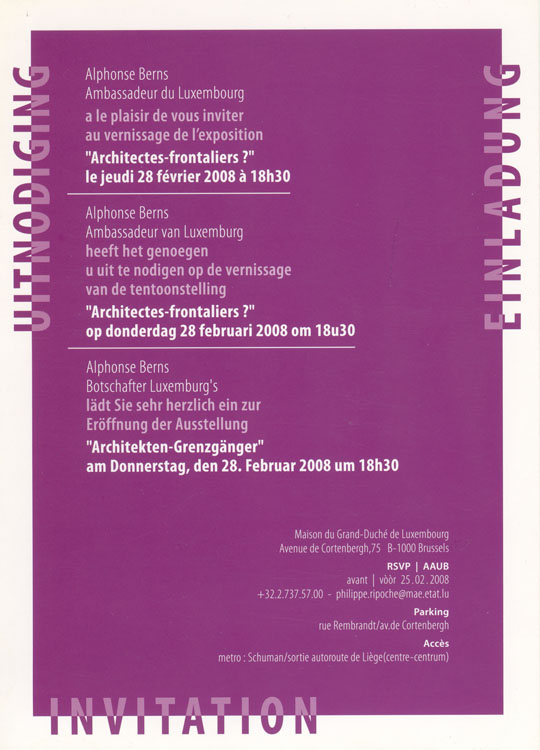 UITNODIGING
EINLADUNG
Alphonse Berns
Ambassadeur du Luxembourg
a le plaisir de vous inviter
au vernissage de l'exposition
"Architectes-frontaliers ?"
le jeudi 28 février 2008 à 18h30
Alphonse Berns
Ambassadeur van Luxemburg
heeft het genoegen
u uit te nodigen op de vernissage
van de tentoonstelling
"Architectes-frontaliers ?"
op donderdag 28 februari 2008 om 18u30
Alphonse Berns
Botschafter Luxemburg's
lädt Sie sehr herzlich ein zur
Eröffnung der Ausstellung
"Architekten-Grenzgänger"
am Donnerstag, den 28. Februar 2008 um 18h30
Maison du Grand-Duché de Luxembourg
Avenue de Cortenbergh,75 B-1000 Brussels
RSVP | AAUB
avant | vòòr 25.02.2008
+32.2.737.57.00 - philippe.ripoche@mae.etat.lu
Parking
rue Rembrandt/av.de Cortenbergh
Accès
metro : Schuman/sortie autoroute de Liège(centre-centrum)
INVITATION